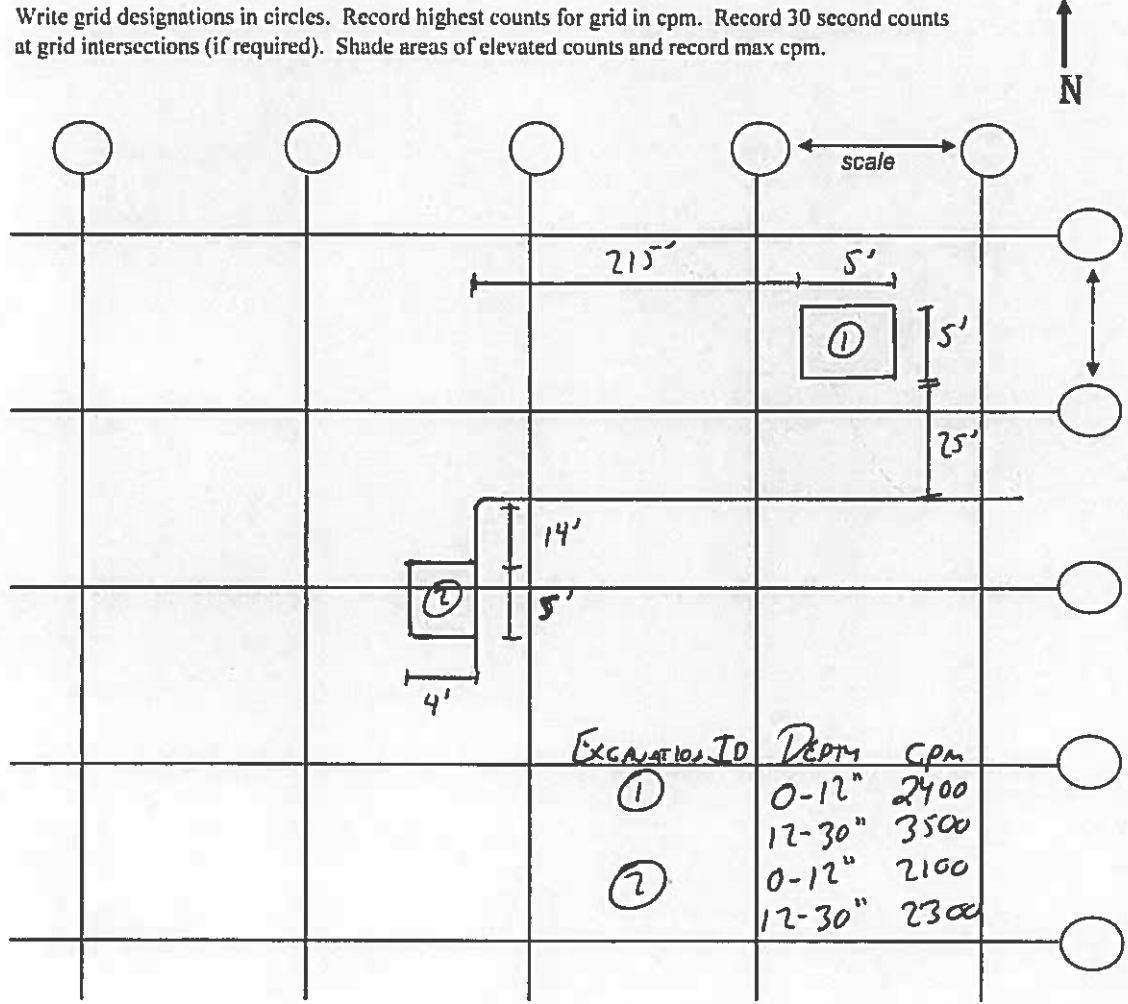 Write grid designations in circles. Record highest counts for grid in cpm. Record 30 second counts
at grid intersections (if required). Shade areas of elevated counts and record max cpm.
N
scale
215' 5'
1 5'
25'
14'
2 5'
4'
EXCAVATION ID DEPTH CPM
1 0-12" 2400
12-30" 3500
2 0-12" 2100
12-30" 2300